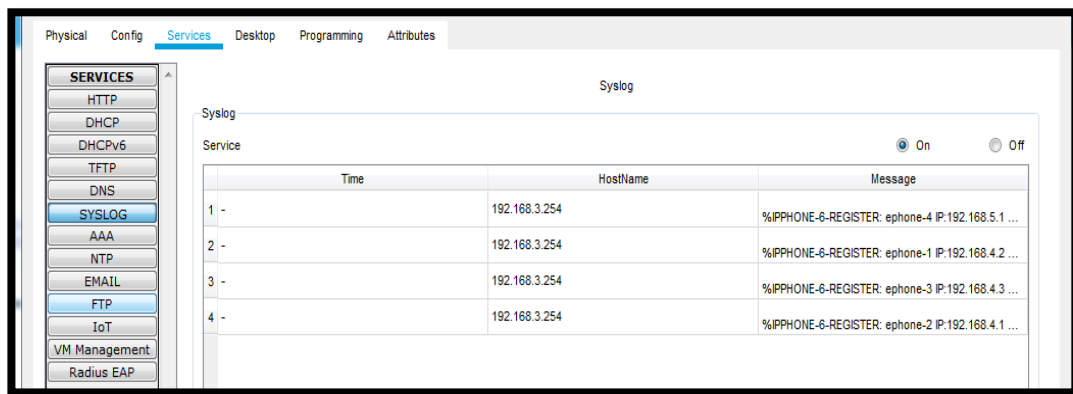 Physical Config Services Desktop Programming Attributes
SERVICES
HTTP
DHCP
DHCPv6
TFTP
DNS
SYSLOG
AAA
NTP
EMAIL
FTP
IoT
VM Management
Radius EAP
Syslog
Syslog
Service On Off
Time HostName Message
1 - 192.168.3.254 %IPPHONE-6-REGISTER: ephone-4 IP:192.168.5.1 ...
2 - 192.168.3.254 %IPPHONE-6-REGISTER: ephone-1 IP:192.168.4.2 ...
3 - 192.168.3.254 %IPPHONE-6-REGISTER: ephone-3 IP:192.168.4.3 ...
4 - 192.168.3.254 %IPPHONE-6-REGISTER: ephone-2 IP:192.168.4.1 ...